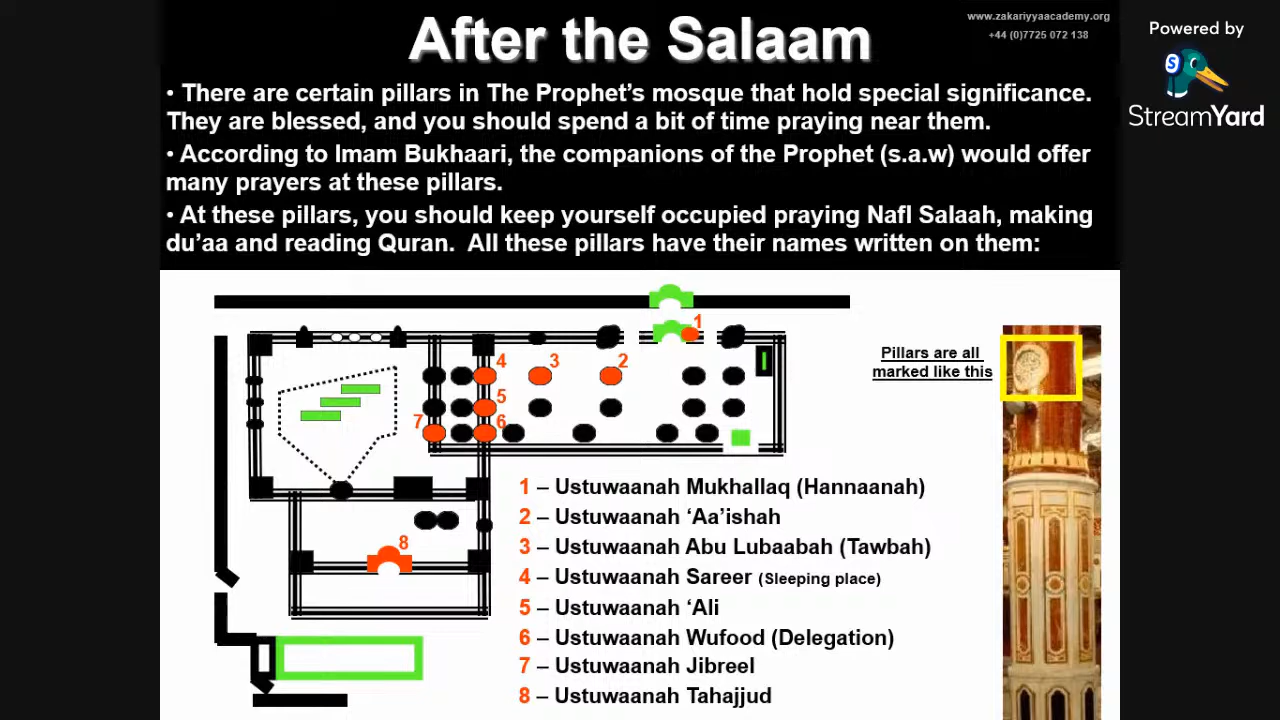 After the Salaam
www.zakariyyaacademy.org
+44 (0)7725 072 138
Powered by
StreamYard
• There are certain pillars in The Prophet's mosque that hold special significance.
They are blessed, and you should spend a bit of time praying near them.
• According to Imam Bukhaari, the companions of the Prophet (s.a.w) would offer
many prayers at these pillars.
• At these pillars, you should keep yourself occupied praying Nafl Salaah, making
du'aa and reading Quran. All these pillars have their names written on them:
1
4
3
2
5
7
6
8
Pillars are all
marked like this
1 – Ustuwaanah Mukhallaq (Hannaanah)
2 – Ustuwaanah 'Aa'ishah
3 – Ustuwaanah Abu Lubaabah (Tawbah)
4 – Ustuwaanah Sareer (Sleeping place)
5 – Ustuwaanah 'Ali
6 – Ustuwaanah Wufood (Delegation)
7 – Ustuwaanah Jibreel
8 – Ustuwaanah Tahajjud